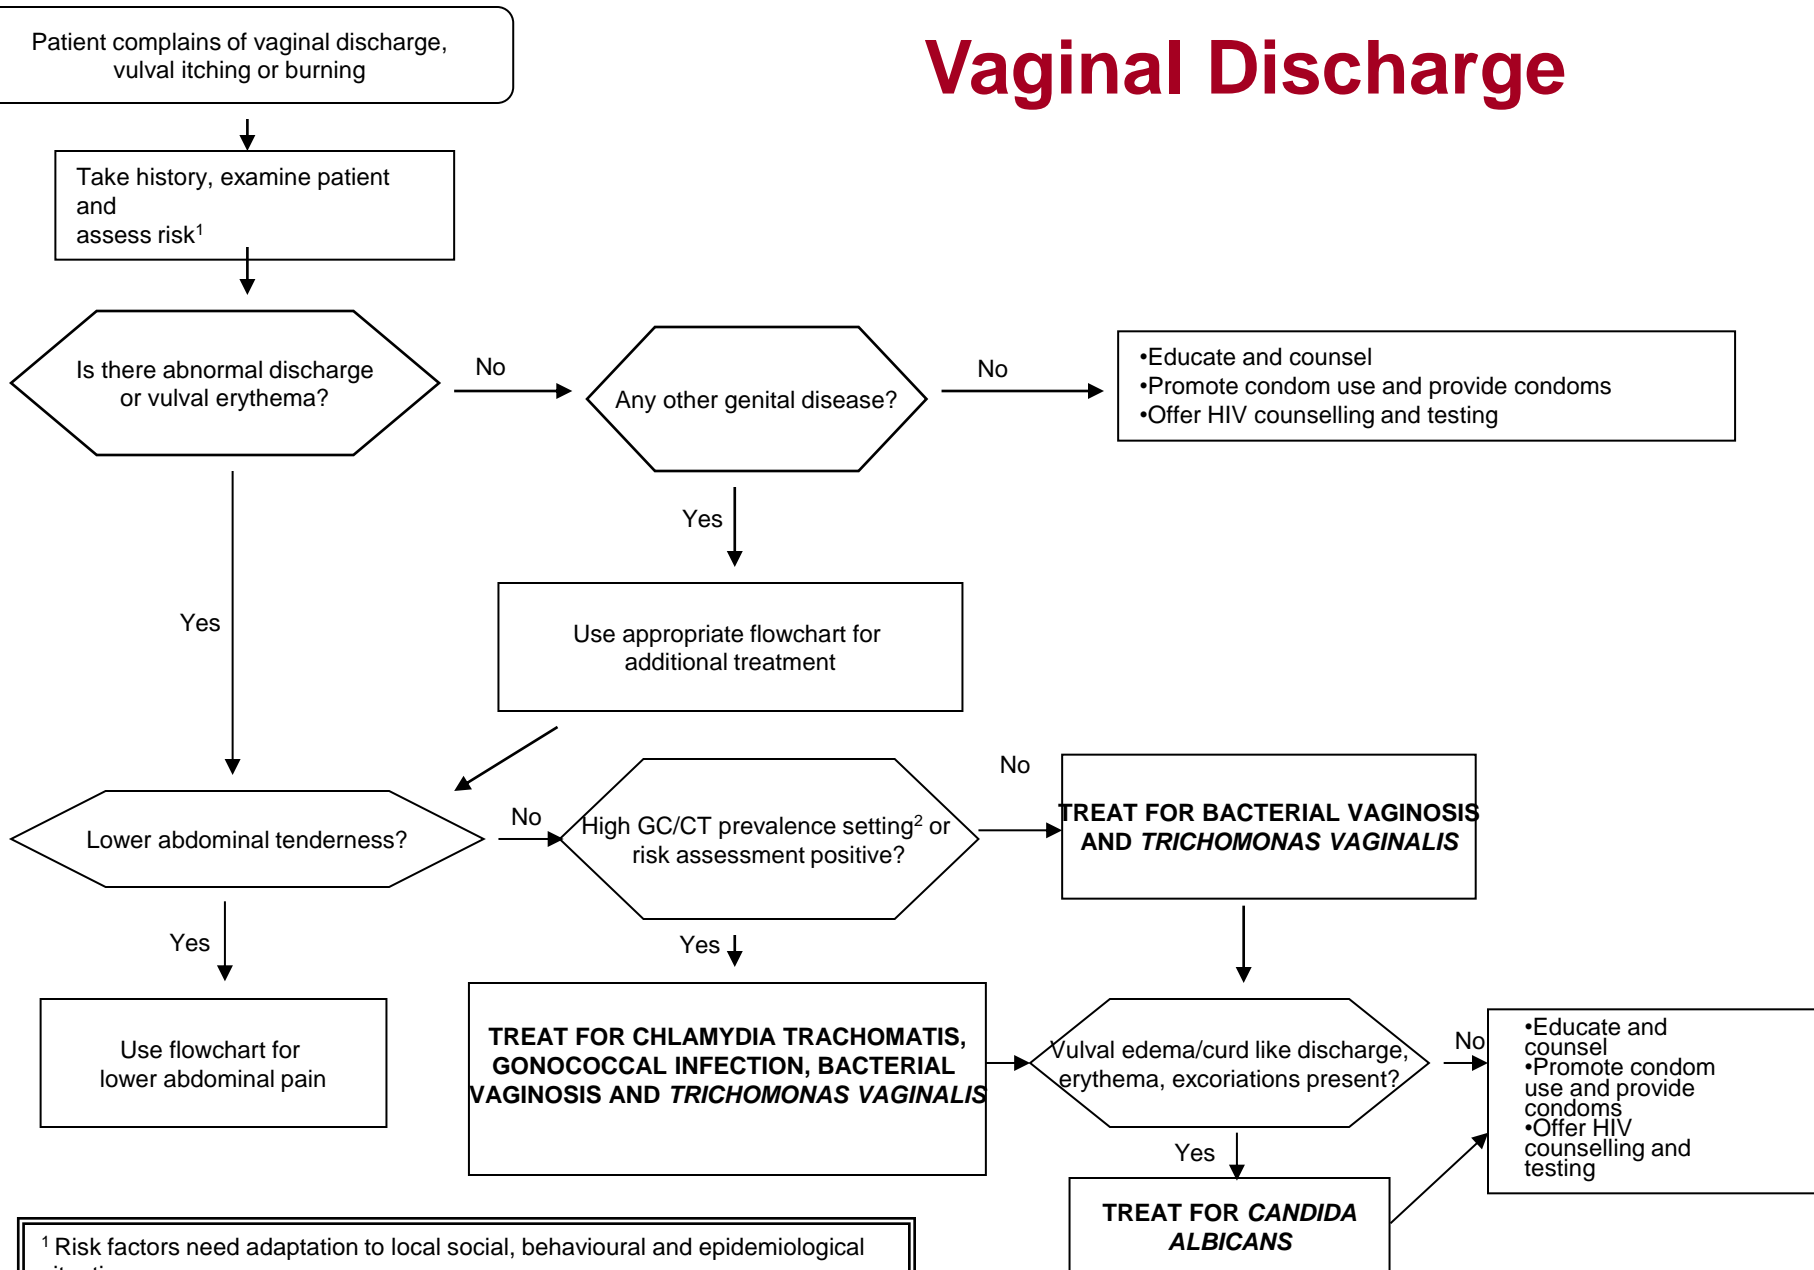 Vaginal Discharge
Patient complains of vaginal discharge,
vulval itching or burning
Take history, examine patient
and
assess risk¹
Is there abnormal discharge
or vulval erythema?
No
Any other genital disease?
No
•Educate and counsel
•Promote condom use and provide condoms
•Offer HIV counselling and testing
Yes
Yes
Use appropriate flowchart for
additional treatment
Lower abdominal tenderness?
No
High GC/CT prevalence setting² or
risk assessment positive?
No
TREAT FOR BACTERIAL VAGINOSIS
AND TRICHOMONAS VAGINALIS
Yes
Use flowchart for
lower abdominal pain
Yes
TREAT FOR CHLAMYDIA TRACHOMATIS,
GONOCOCCAL INFECTION, BACTERIAL
VAGINOSIS AND TRICHOMONAS VAGINALIS
Vulval edema/curd like discharge,
erythema, excoriations present?
No
•Educate and
counsel
•Promote condom
use and provide
condoms
•Offer HIV
counselling and
testing
Yes
TREAT FOR CANDIDA
ALBICANS
¹ Risk factors need adaptation to local social, behavioural and epidemiological